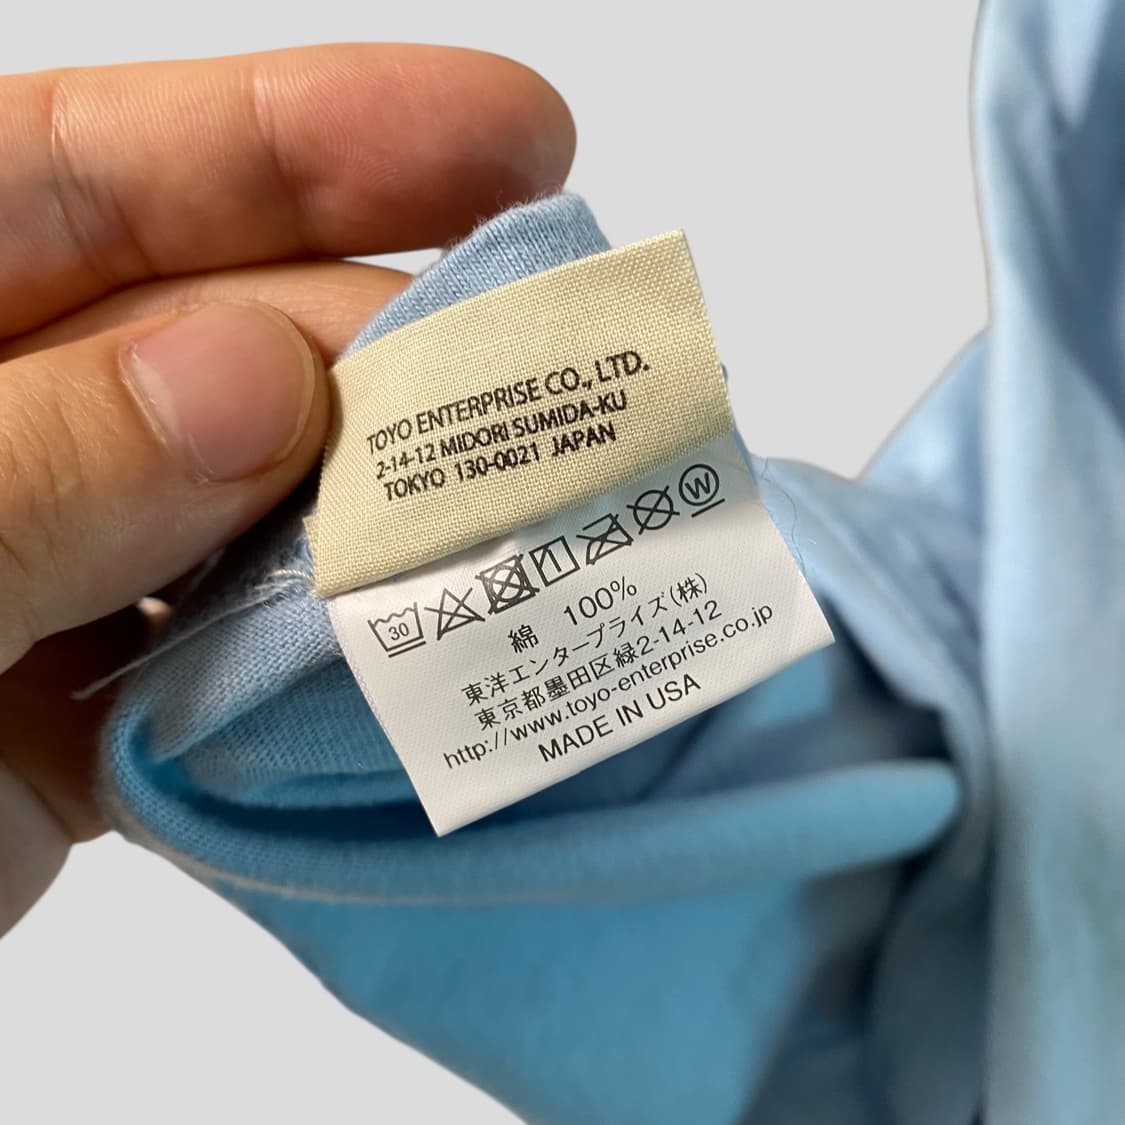 TOYO ENTERPRISE CO., LTD.
2-14-12 MIDORI SUMIDA-KU
TOKYO 130-0021 JAPAN
30 W
綿 100%
東洋エンタープライズ(株)
東京都墨田区緑2-14-12
http://www.toyo-enterprise.co.jp
MADE IN USA